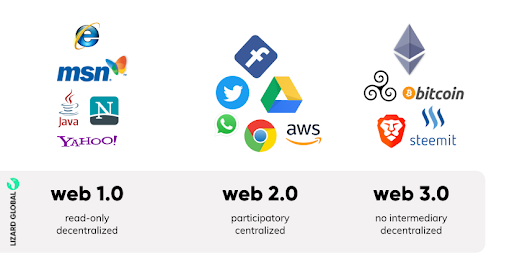 msn
Java
N
YAHOO!
f
aws
bitcoin
steemit
LIZARD GLOBAL
web 1.0
read-only
decentralized
web 2.0
participatory
centralized
web 3.0
no intermediary
decentralized